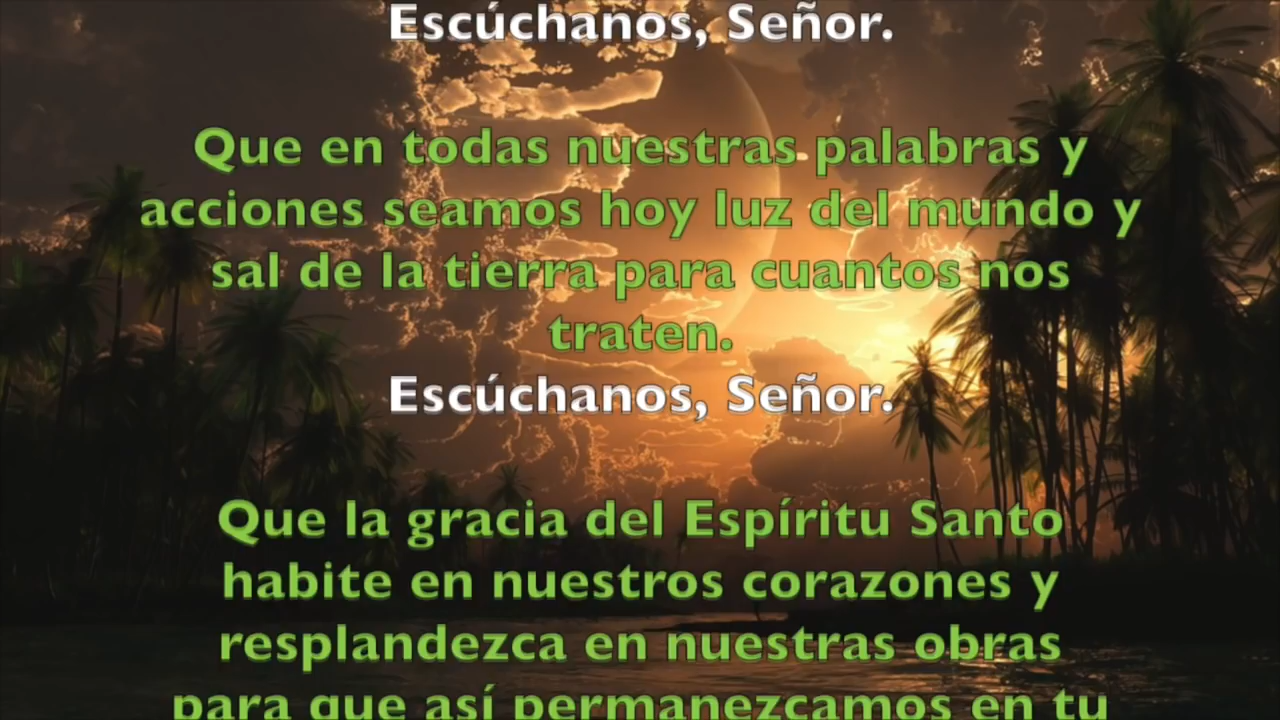 Escúchanos, Señor.
Que en todas nuestras palabras y
acciones seamos hoy luz del mundo y
sal de la tierra para cuantos nos
traten.
Escúchanos, Señor.
Que la gracia del Espíritu Santo
habite en nuestros corazones y
resplandezca en nuestras obras
para que así permanezcamos en tu